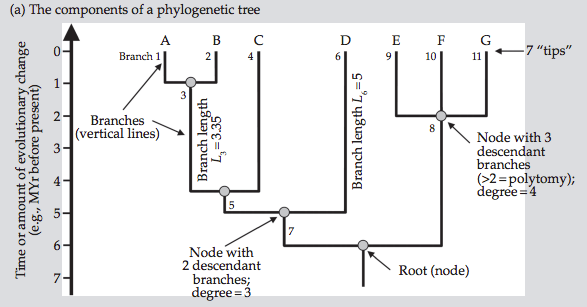 (a) The components of a phylogenetic tree
Time or amount of evolutionary change
(e.g., MYr before present)
0
1
2
3
4
5
6
7
A B C D E F G
Branch 1 2 4 6 9 10 11
7 “tips”
3
Branches
(vertical lines)
Branch length
L3=3.35
Branch length L6=5
8
Node with 3
descendant
branches
(>2=polytomy);
degree=4
5
7
Node with
2 descendant
branches;
degree=3
Root (node)